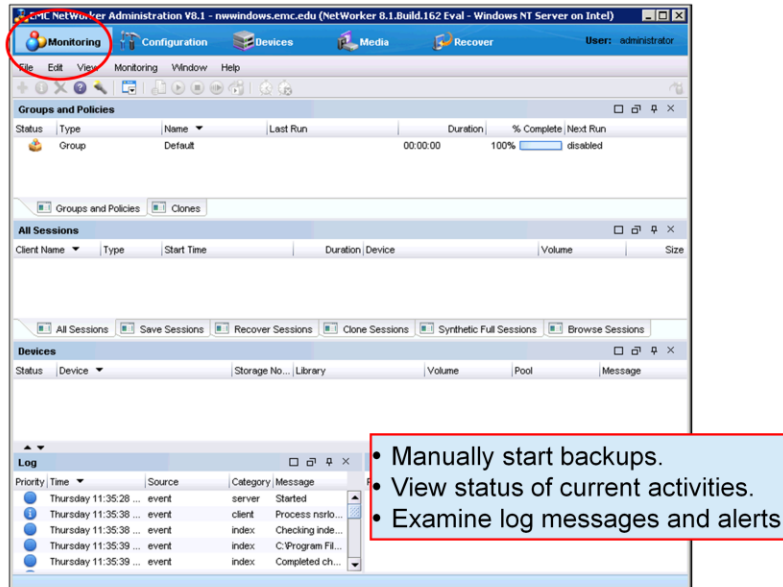 EMC NetWorker Administration V8.1 - nwwindows.emc.edu (NetWorker 8.1.Build.162 Eval - Windows NT Server on Intel)
Monitoring Configuration Devices Media Recover User: administrator
File Edit View Monitoring Window Help
Groups and Policies
Status Type Name Last Run Duration % Complete Next Run
Group Default 00:00:00 100% disabled
Groups and Policies Clones
All Sessions
Client Name Type Start Time Duration Device Volume Size
All Sessions Save Sessions Recover Sessions Clone Sessions Synthetic Full Sessions Browse Sessions
Devices
Status Device Storage No... Library Volume Pool Message
Log
Priority Time Source Category Message
Thursday 11:35:28 ... event server Started
Thursday 11:35:38 ... event client Process nsrlo...
Thursday 11:35:38 ... event index Checking inde...
Thursday 11:35:39 ... event index C:\Program Fil...
Thursday 11:35:39 ... event index Completed ch...
• Manually start backups.
• View status of current activities.
• Examine log messages and alerts